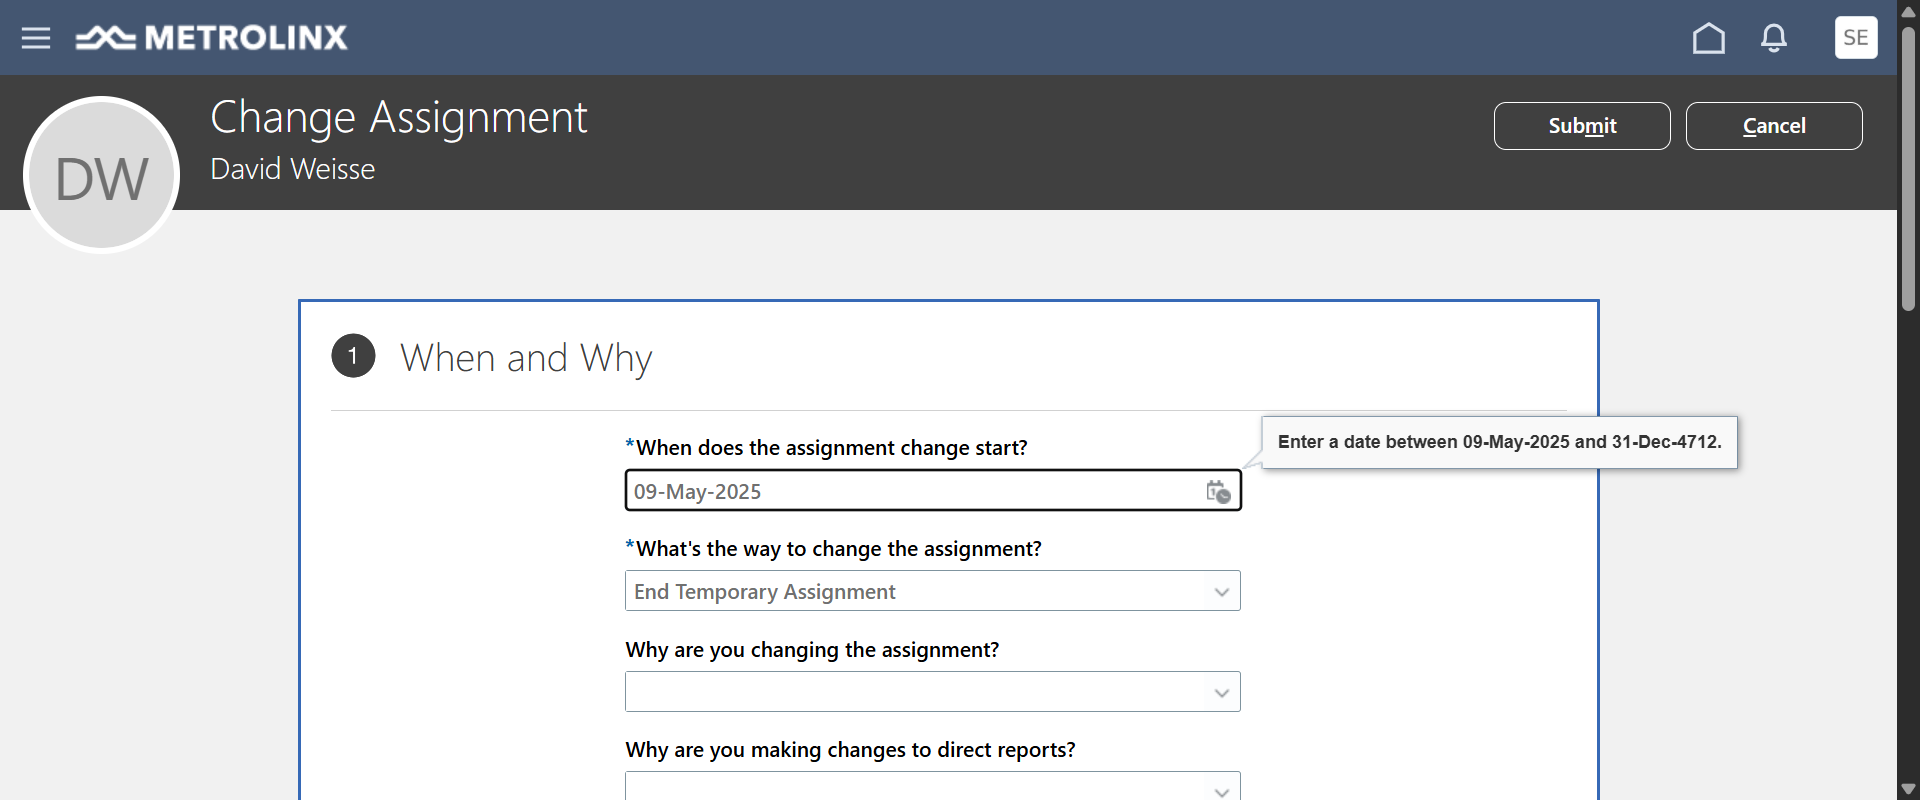 METROLINX
SE
DW
Change Assignment
David Weisse
Submit
Cancel
1
When and Why
*When does the assignment change start?
09-May-2025
Enter a date between 09-May-2025 and 31-Dec-4712.
*What's the way to change the assignment?
End Temporary Assignment
Why are you changing the assignment?
Why are you making changes to direct reports?